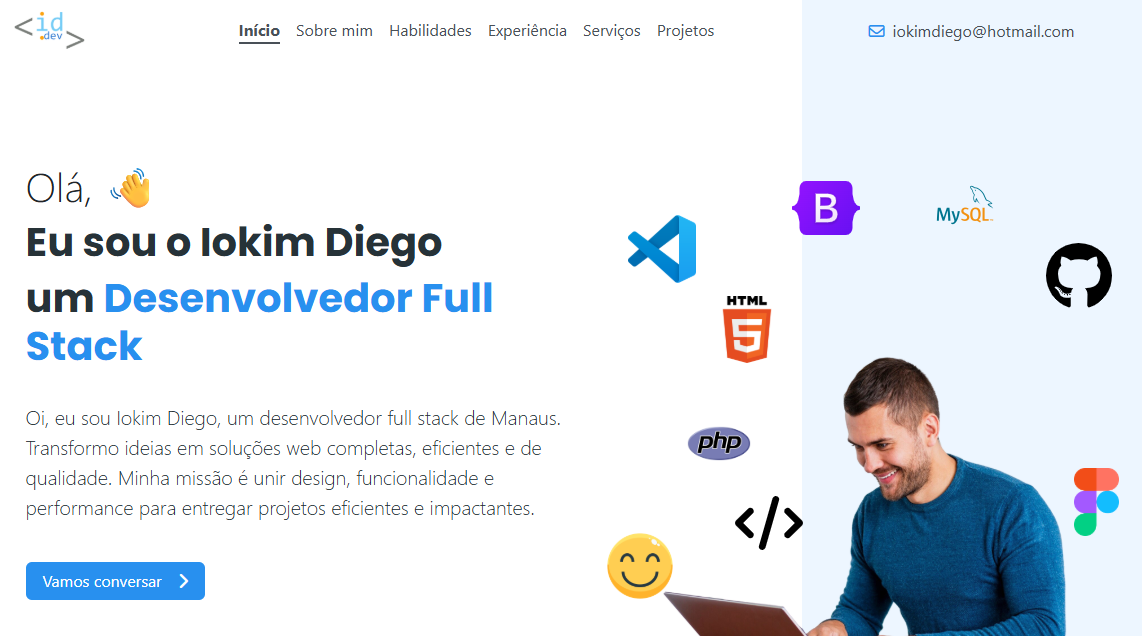 <id
.dev>
Início Sobre mim Habilidades Experiência Serviços Projetos
iokimdiego@hotmail.com
Olá,
Eu sou o Iokim Diego
um Desenvolvedor Full
Stack
Oi, eu sou Iokim Diego, um desenvolvedor full stack de Manaus.
Transformo ideias em soluções web completas, eficientes e de
qualidade. Minha missão é unir design, funcionalidade e
performance para entregar projetos eficientes e impactantes.
Vamos conversar
B
MySQL
HTML
5
php
</>